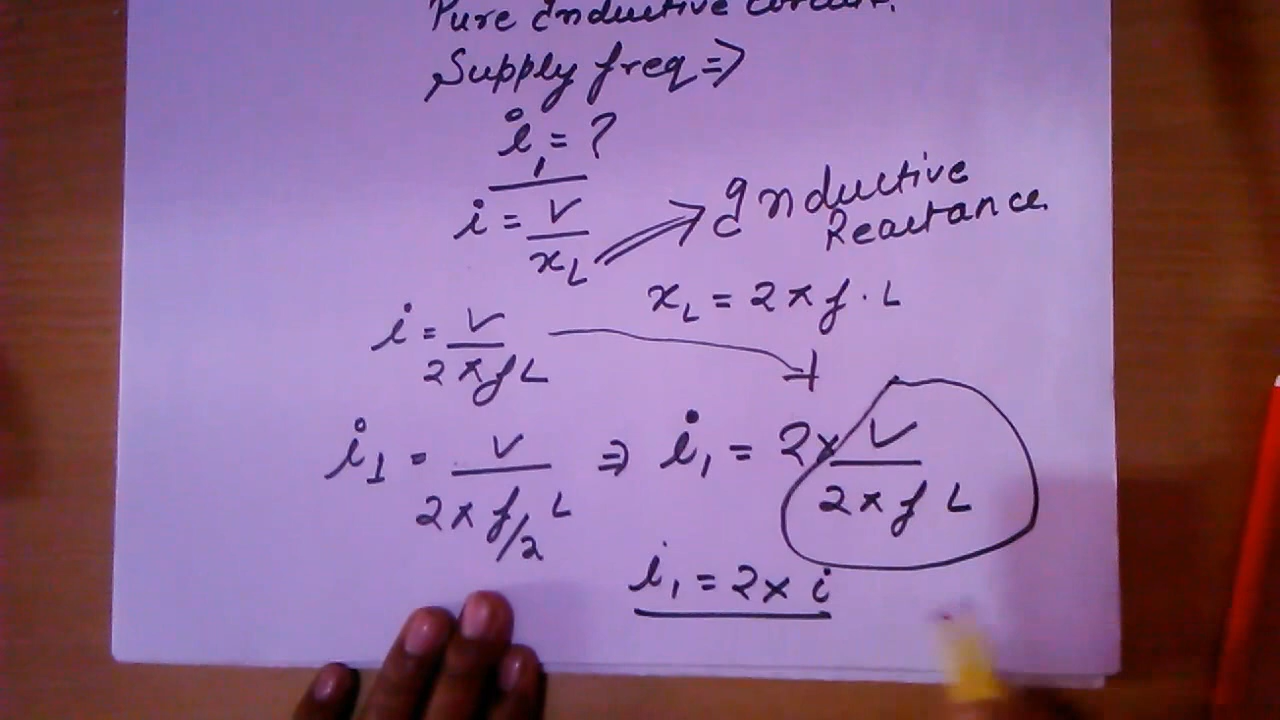 Pure Inductive circuit.
Supply freq ⇒
i₁ = ?
i = V/x_L ⇒ Inductive Reactance.
x_L = 2πf · L
i = V/2πfL
i₁ = V/2πf/2 L ⇒ i₁ = 2 × V/2πfL
i₁ = 2 × i